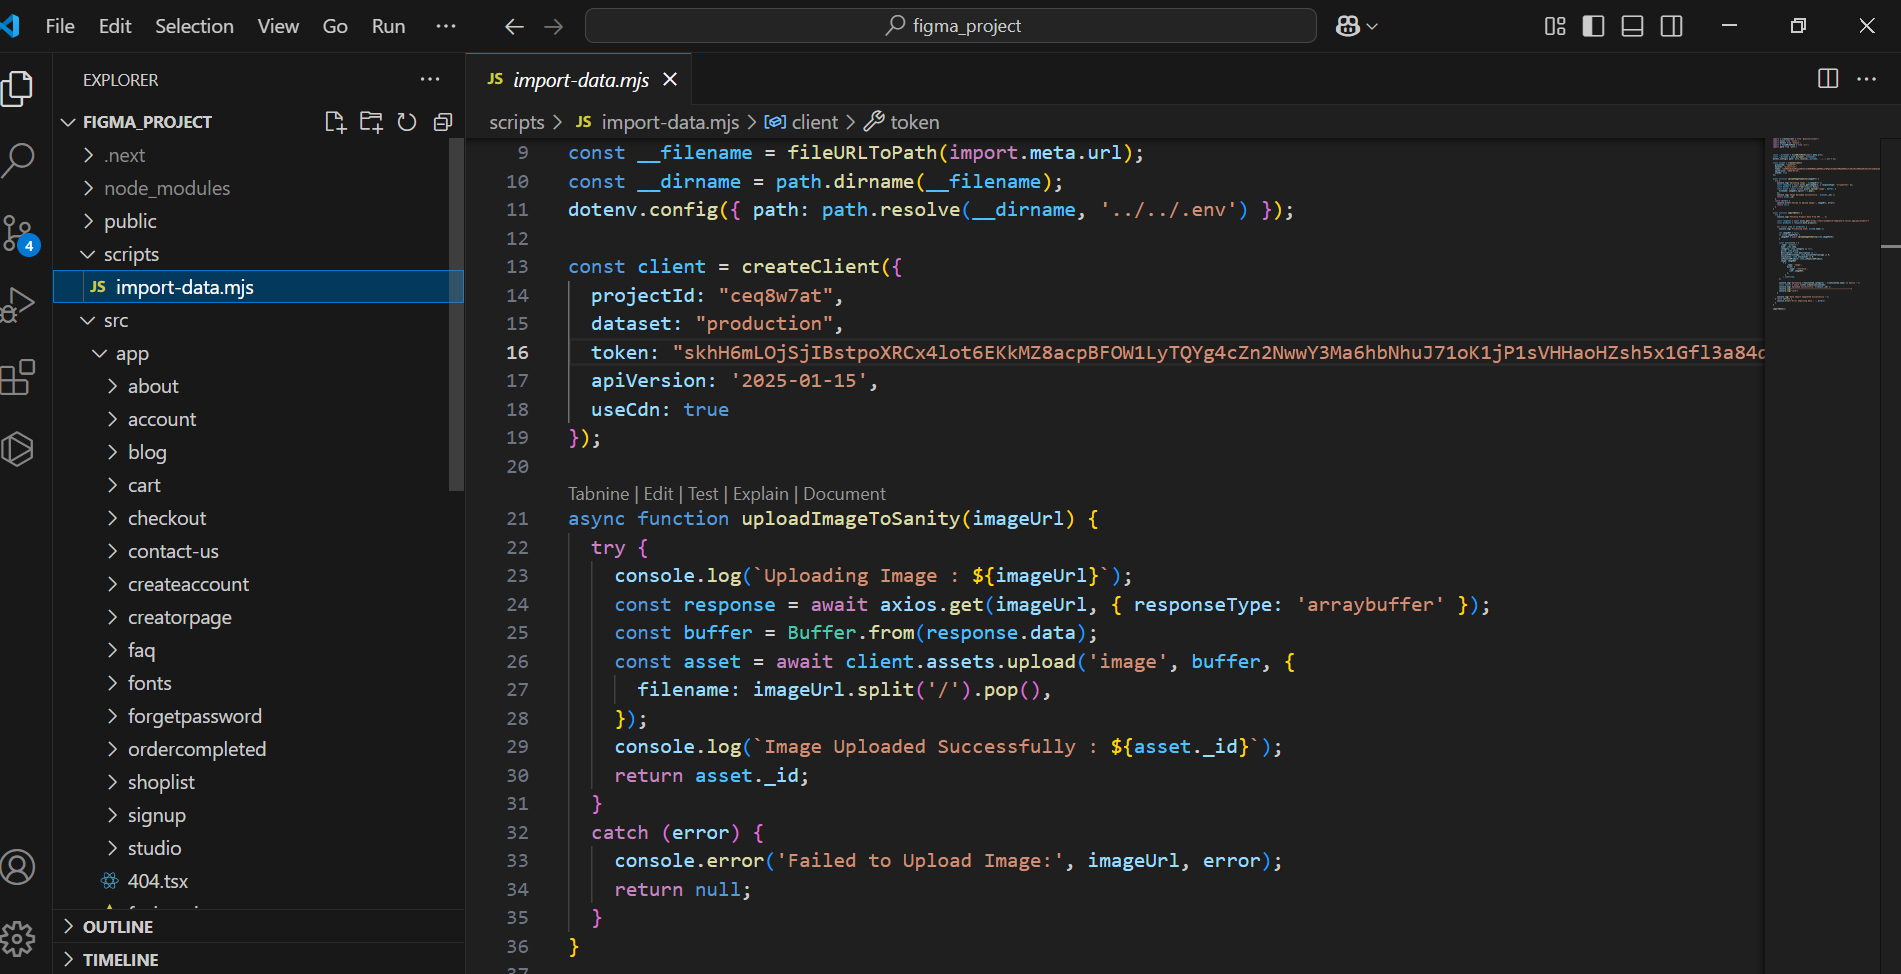 File Edit Selection View Go Run ···
figma_project
EXPLORER
FIGMA_PROJECT
.next
node_modules
public
scripts
JS import-data.mjs
src
app
about
account
blog
cart
checkout
contact-us
createaccount
creatorpage
faq
fonts
forgetpassword
ordercompleted
shoplist
signup
studio
404.tsx
OUTLINE
TIMELINE
4
JS import-data.mjs
scripts > JS import-data.mjs > client > token
9 const __filename = fileURLToPath(import.meta.url);
10 const __dirname = path.dirname(__filename);
11 dotenv.config({ path: path.resolve(__dirname, '../../.env') });
12
13 const client = createClient({
14 projectId: "ceq8w7at",
15 dataset: "production",
16 token: "skhH6mLOjSjIBstpoXRCx4lot6EKkMZ8acpBFOW1LyTQYg4cZn2NwwY3Ma6hbNhuJ71oK1jP1sVHHaoHZsh5x1Gfl3a84d
17 apiVersion: '2025-01-15',
18 useCdn: true
19 });
20
Tabnine | Edit | Test | Explain | Document
21 async function uploadImageToSanity(imageUrl) {
22 try {
23 console.log(`Uploading Image : ${imageUrl}`);
24 const response = await axios.get(imageUrl, { responseType: 'arraybuffer' });
25 const buffer = Buffer.from(response.data);
26 const asset = await client.assets.upload('image', buffer, {
27 filename: imageUrl.split('/').pop(),
28 });
29 console.log(`Image Uploaded Successfully : ${asset._id}`);
30 return asset._id;
31 }
32 catch (error) {
33 console.error('Failed to Upload Image:', imageUrl, error);
34 return null;
35 }
36 }
37